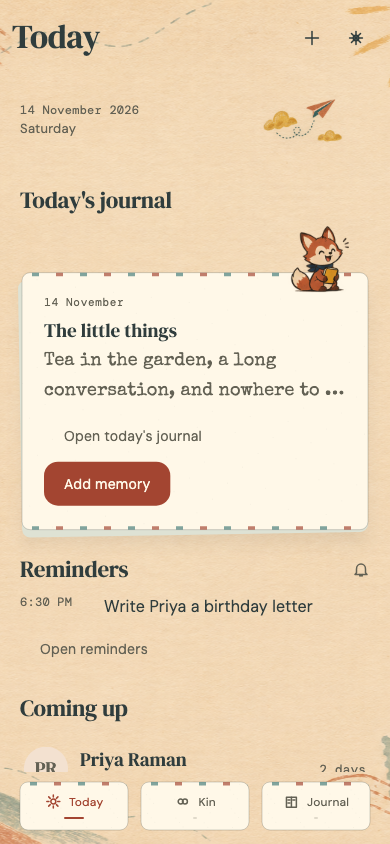 Today
14 November 2026
Saturday
Today's journal
14 November
The little things
Tea in the garden, a long
conversation, and nowhere to ...
Open today's journal
Add memory
Reminders
6:30 PM Write Priya a birthday letter
Open reminders
Coming up
PR Priya Raman 2 days
Today Kin Journal